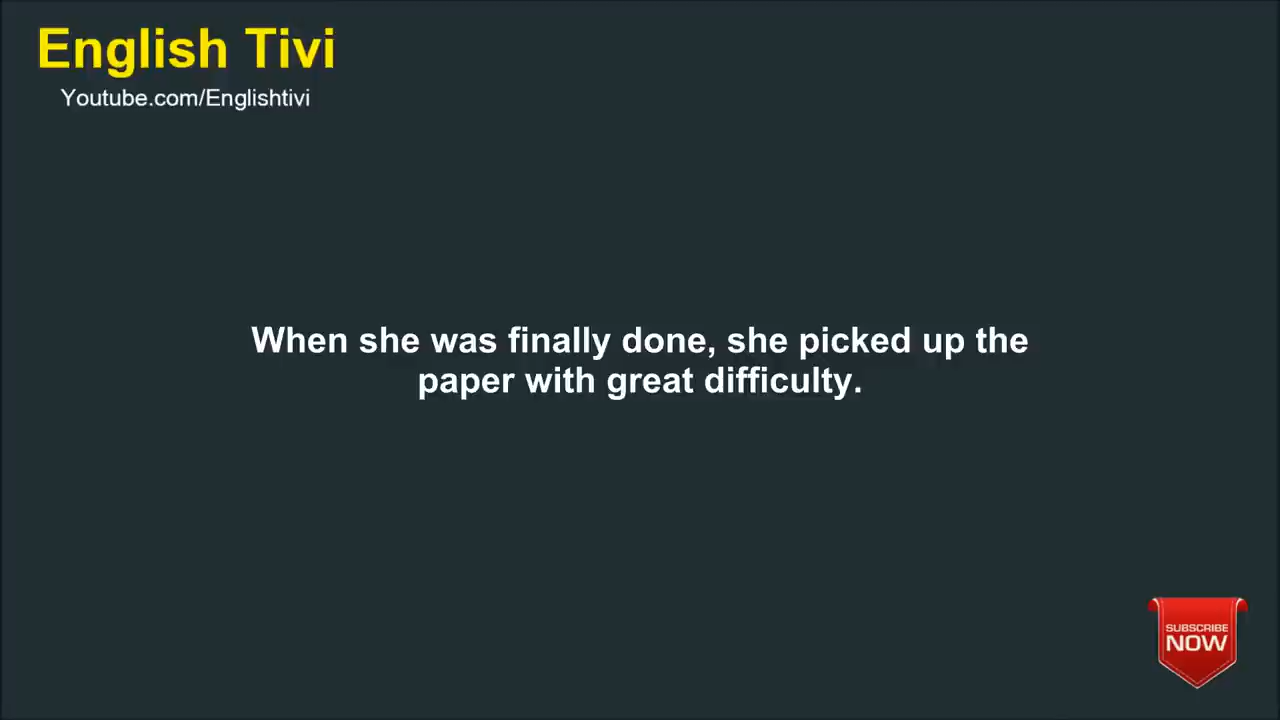 English Tivi
Youtube.com/Englishtivi
When she was finally done, she picked up the
paper with great difficulty.
SUBSCRIBE
NOW